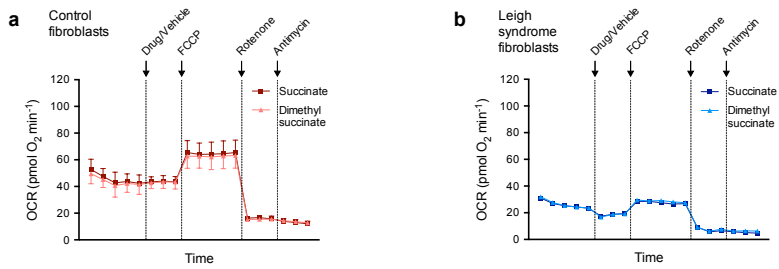 a
Control
fibroblasts
Drug/Vehicle
FCCP
Rotenone
Antimycin
OCR (pmol O2 min-1)
120
100
80
60
40
20
0
Succinate
Dimethyl
succinate
Time
b
Leigh
syndrome
fibroblasts
Drug/Vehicle
FCCP
Rotenone
Antimycin
OCR (pmol O2 min-1)
120
100
80
60
40
20
0
Succinate
Dimethyl
succinate
Time